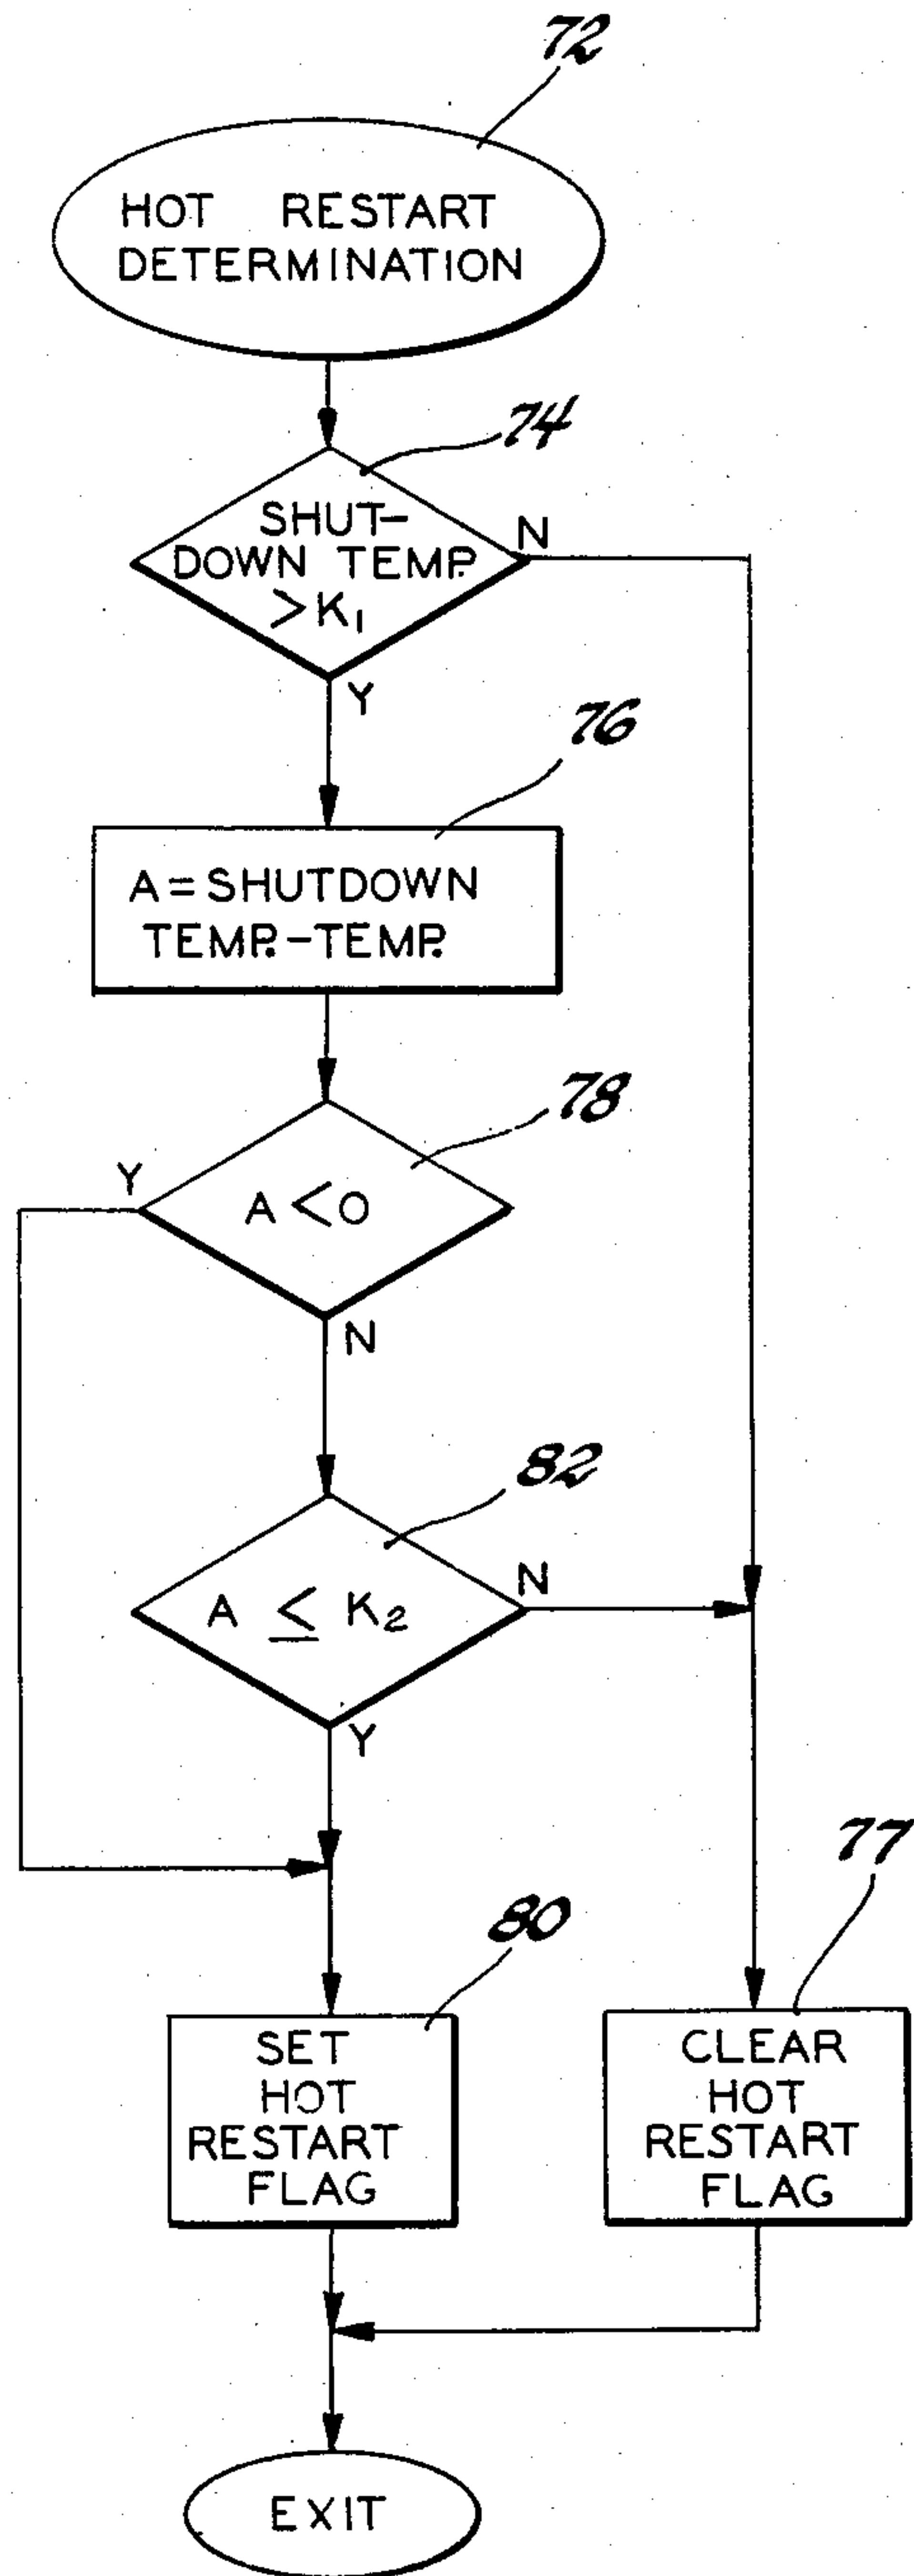 72
HOT RESTART
DETERMINATION
74
SHUT-
DOWN TEMP.
>K₁
N
Y
76
A=SHUTDOWN
TEMP.-TEMP.
78
Y
A<0
N
82
A ≤ K₂
N
Y
77
80
SET
HOT
RESTART
FLAG
CLEAR
HOT
RESTART
FLAG
EXIT